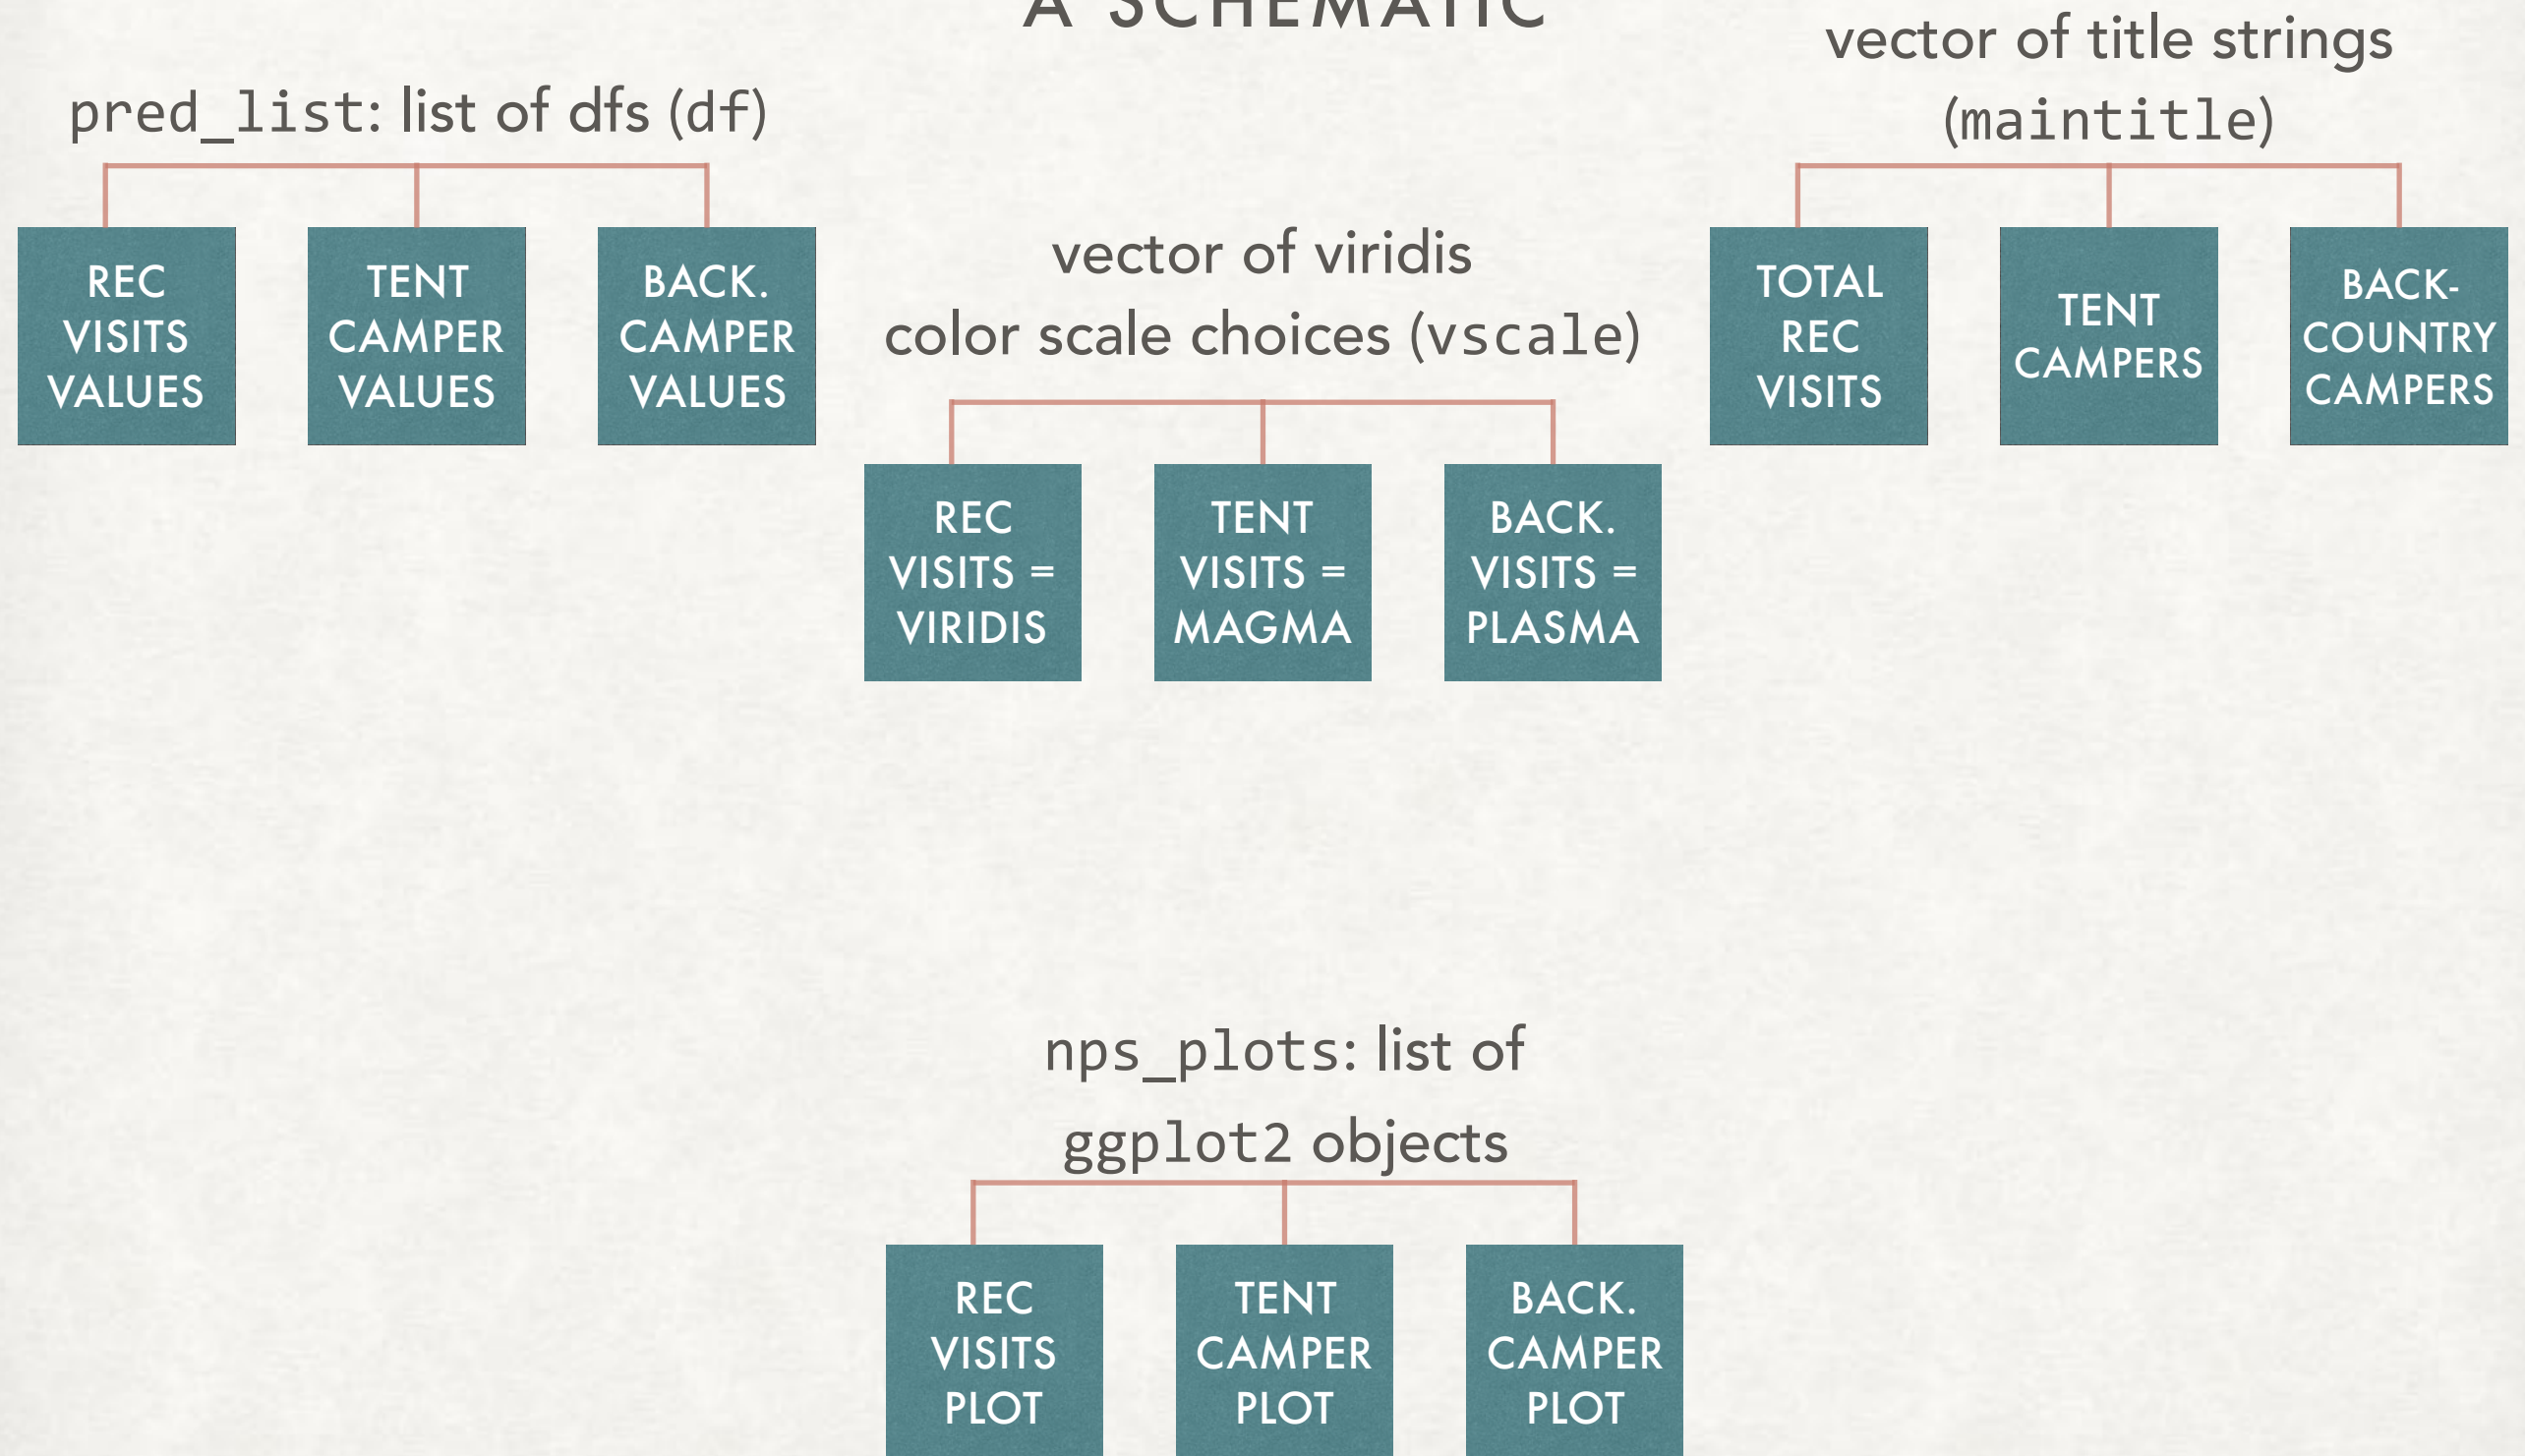 A SCHEMATIC
pred_list: list of dfs (df)
REC
VISITS
VALUES
TENT
CAMPER
VALUES
BACK.
CAMPER
VALUES
vector of viridis
color scale choices (vscale)
REC
VISITS =
VIRIDIS
TENT
VISITS =
MAGMA
BACK.
VISITS =
PLASMA
vector of title strings
(maintitle)
TOTAL
REC
VISITS
TENT
CAMPERS
BACK-
COUNTRY
CAMPERS
nps_plots: list of
ggplot2 objects
REC
VISITS
PLOT
TENT
CAMPER
PLOT
BACK.
CAMPER
PLOT